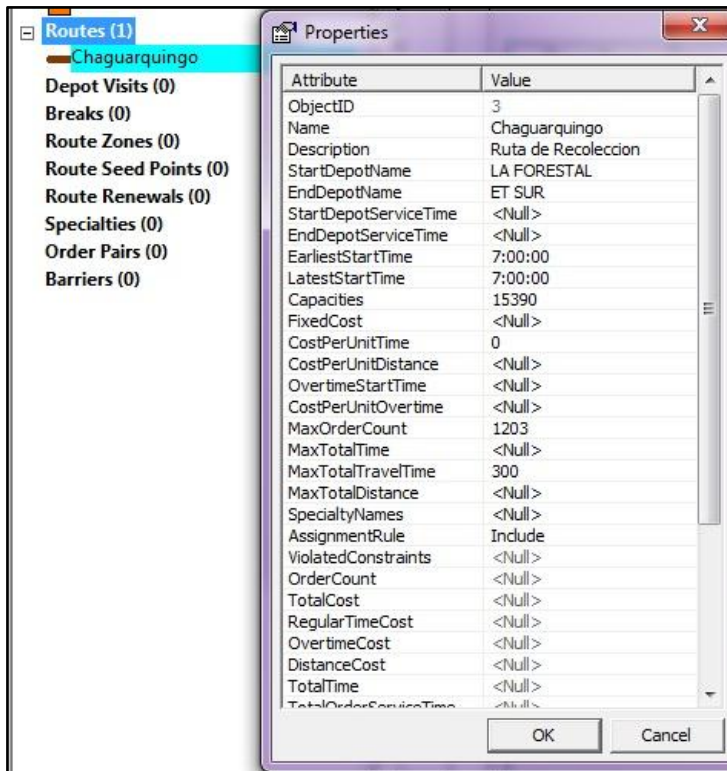 Routes (1)
Chaguarquingo
Depot Visits (0)
Breaks (0)
Route Zones (0)
Route Seed Points (0)
Route Renewals (0)
Specialties (0)
Order Pairs (0)
Barriers (0)
Properties
Attribute Value
ObjectID 3
Name Chaguarquingo
Description Ruta de Recoleccion
StartDepotName LA FORESTAL
EndDepotName ET SUR
StartDepotServiceTime <Null>
EndDepotServiceTime <Null>
EarliestStartTime 7:00:00
LatestStartTime 7:00:00
Capacities 15390
FixedCost <Null>
CostPerUnitTime 0
CostPerUnitDistance <Null>
OvertimeStartTime <Null>
CostPerUnitOvertime <Null>
MaxOrderCount 1203
MaxTotalTime <Null>
MaxTotalTravelTime 300
MaxTotalDistance <Null>
SpecialtyNames <Null>
AssignmentRule Include
ViolatedConstraints <Null>
OrderCount <Null>
TotalCost <Null>
RegularTimeCost <Null>
OvertimeCost <Null>
DistanceCost <Null>
TotalTime <Null>
TotalOrderServiceTime <Null>
OK Cancel